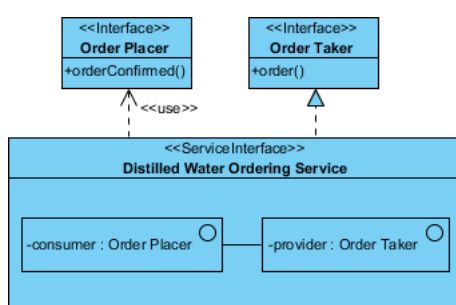 <<Interface>>
Order Placer
+orderConfirmed()
<<Interface>>
Order Taker
+order()
<<use>>
<<ServiceInterface>>
Distilled Water Ordering Service
-consumer : Order Placer
-provider : Order Taker